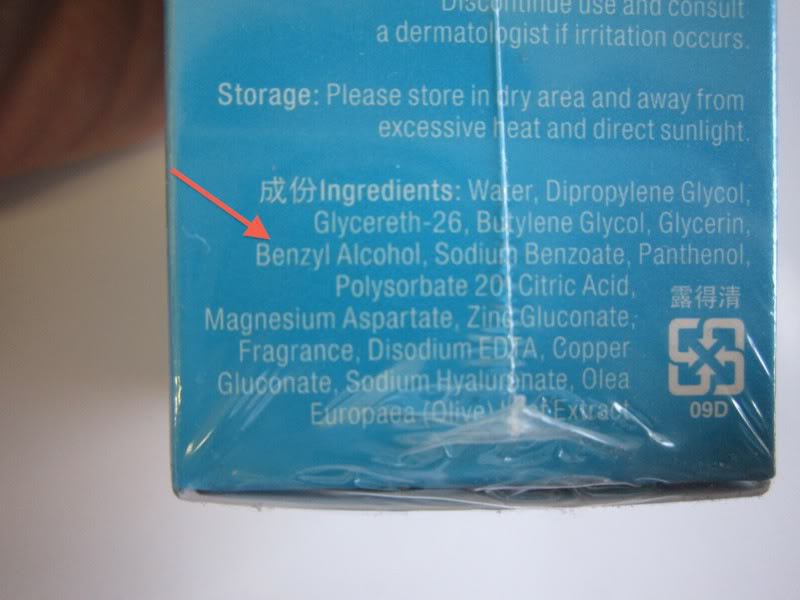 Discontinue use and consult
a dermatologist if irritation occurs.
Storage: Please store in dry area and away from
excessive heat and direct sunlight.
成份Ingredients: Water, Dipropylene Glycol,
Glycereth-26, Butylene Glycol, Glycerin,
Benzyl Alcohol, Sodium Benzoate, Panthenol,
Polysorbate 20, Citric Acid,
Magnesium Aspartate, Zinc Gluconate,
Fragrance, Disodium EDTA, Copper
Gluconate, Sodium Hyaluronate, Olea
Europaea (Olive) Leaf Extract
露得清
09D